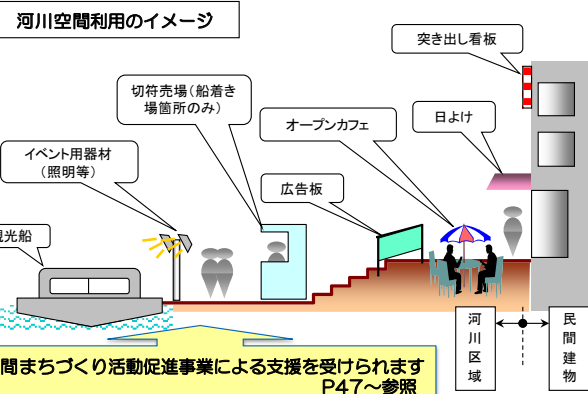 河川空間利用のイメージ
突き出し看板
切符売場(船着き
場箇所のみ)
オープンカフェ
日よけ
イベント用器材
(照明等)
広告板
観光船
河川区域
民間建物
間まちづくり活動促進事業による支援を受けられます
P47~参照